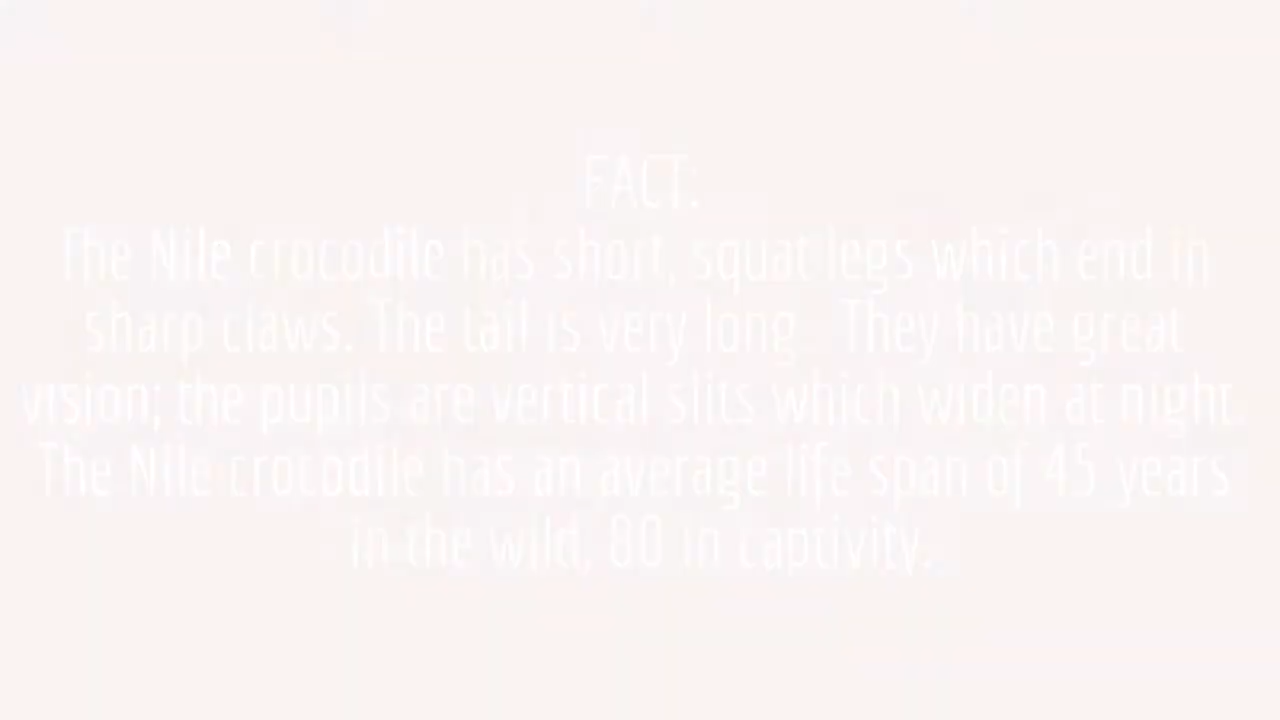 FACT:
The Nile crocodile has short, squat legs which end in
sharp claws. The tail is very long. They have great
vision; the pupils are vertical slits which widen at night.
The Nile crocodile has an average life span of 45 years
in the wild, 80 in captivity.